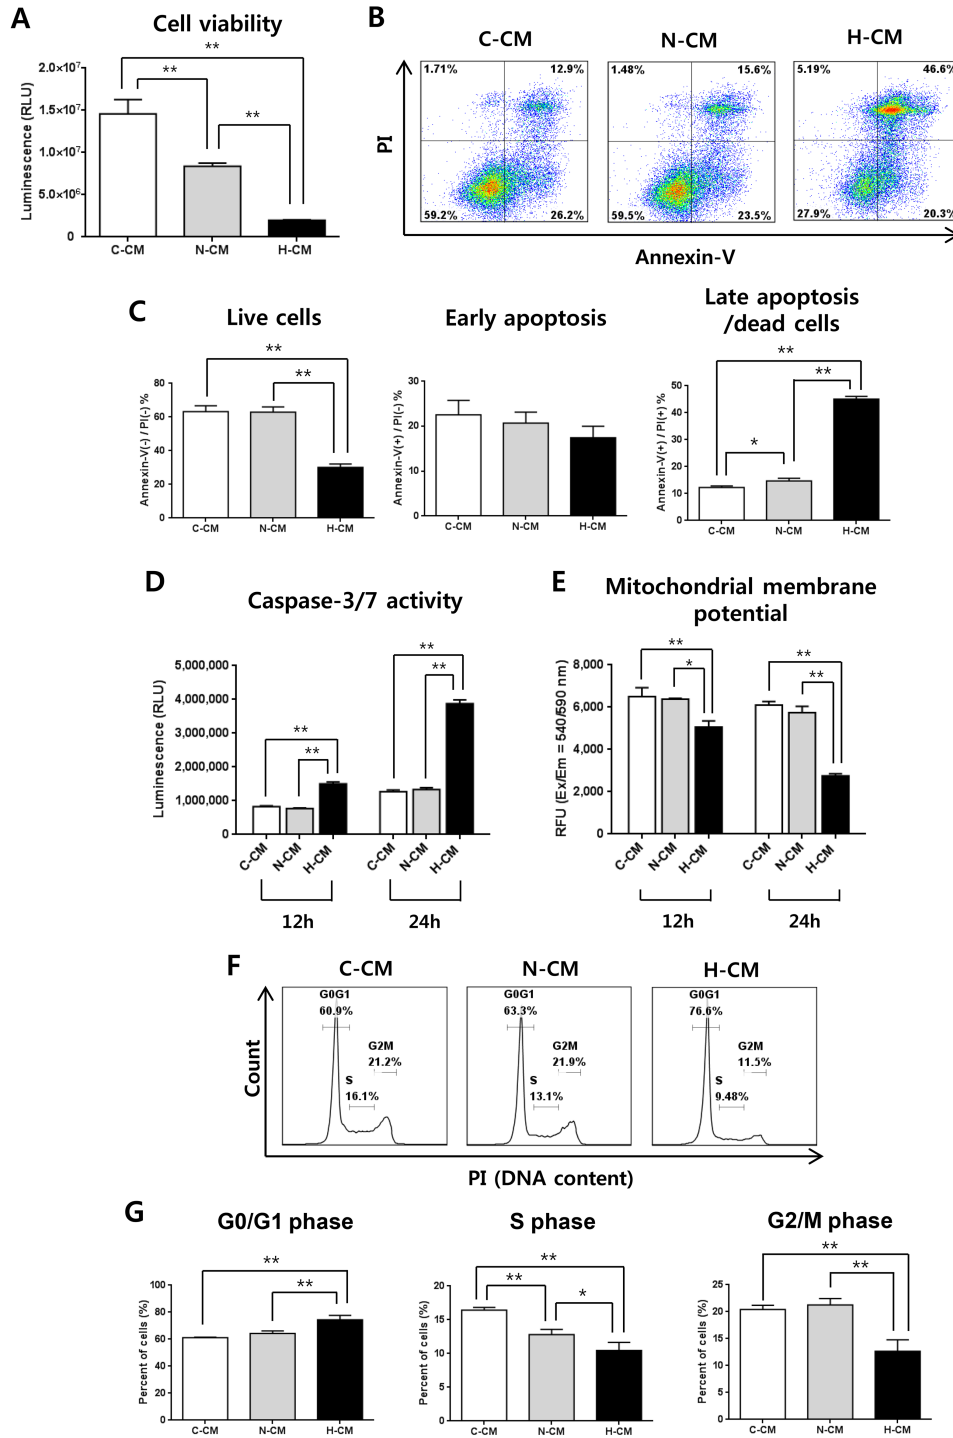 A
Cell viability
**
**
**
Luminescence (RLU)
2.0×10⁷
1.5×10⁷
1.0×10⁷
5.0×10⁶
0
C-CM N-CM H-CM
B
C-CM N-CM H-CM
1.71% 12.9% 1.48% 15.6% 5.19% 46.6%
PI
59.2% 26.2% 59.5% 23.5% 27.9% 20.3%
Annexin-V
C
Live cells
**
**
Annexin-V(-) / PI(-) %
80
60
40
20
0
C-CM N-CM H-CM
Early apoptosis
Annexin-V(+) / PI(-) %
30
20
10
0
C-CM N-CM H-CM
Late apoptosis
/dead cells
**
**
*
Annexin-V(+) / PI(+) %
50
40
30
20
10
0
C-CM N-CM H-CM
D
Caspase-3/7 activity
**
**
**
**
Luminescence (RLU)
5,000,000
4,000,000
3,000,000
2,000,000
1,000,000
0
C-CM N-CM H-CM C-CM N-CM H-CM
12h 24h
E
Mitochondrial membrane
potential
**
*
**
**
RFU (Ex/Em = 540/590 nm)
8,000
6,000
4,000
2,000
0
C-CM N-CM H-CM C-CM N-CM H-CM
12h 24h
F
C-CM N-CM H-CM
Count
G0G1
60.9%
G2M
21.2%
S
16.1%
G0G1
63.3%
G2M
21.9%
S
13.1%
G0G1
76.6%
G2M
11.5%
S
9.48%
PI (DNA content)
G
G0/G1 phase
**
**
Percent of cells (%)
100
80
60
40
20
0
C-CM N-CM H-CM
S phase
**
**
*
Percent of cells (%)
20
15
10
5
0
C-CM N-CM H-CM
G2/M phase
**
**
Percent of cells (%)
25
20
15
10
5
0
C-CM N-CM H-CM